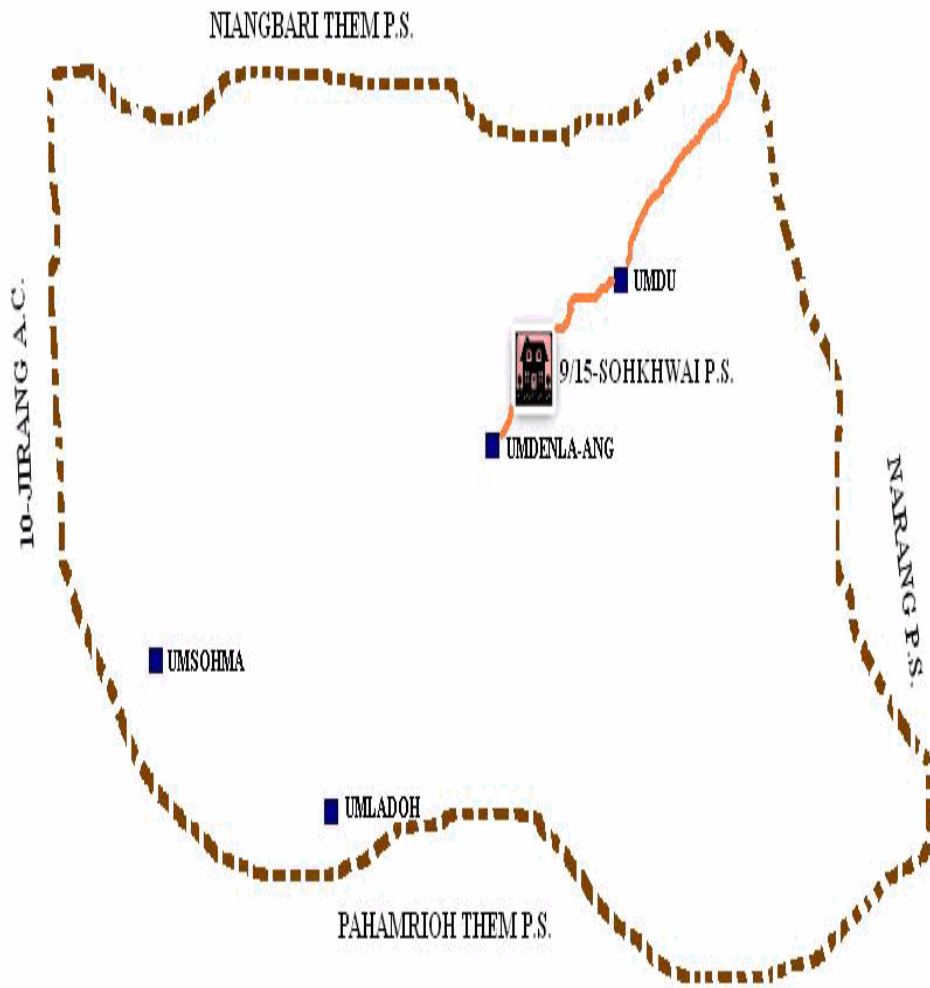 NIANGBARI THEM P.S.
UMDU
10-JIRANG A.C.
9/15-SOHKHWAI P.S.
UMDENLA-ANG
NARANG P.S.
UMSOHMA
UMLADOH
PAHAMRIOH THEM P.S.